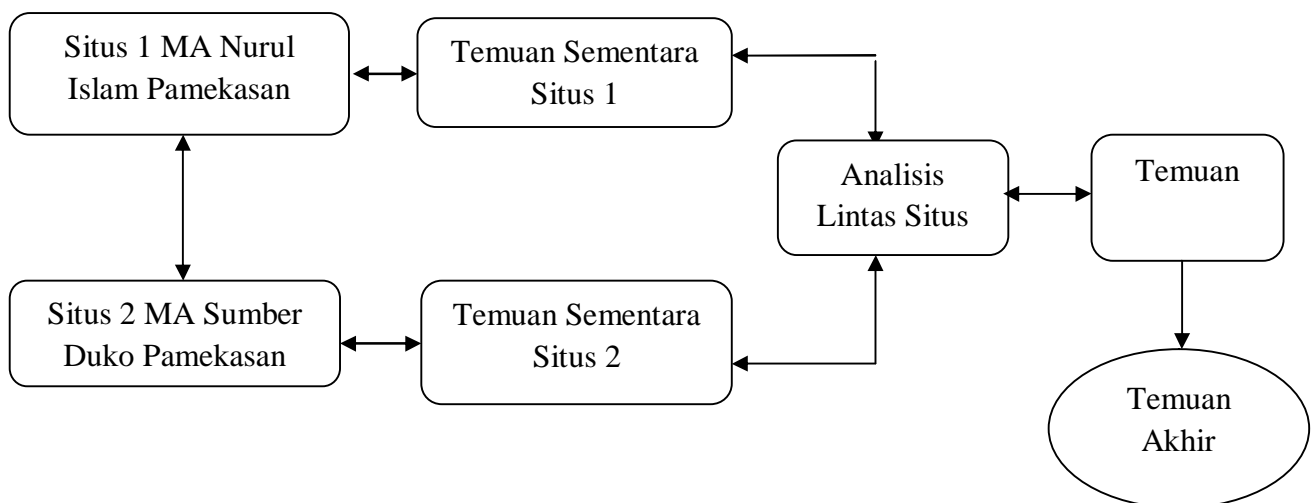 Situs 1 MA Nurul
Islam Pamekasan
Temuan Sementara
Situs 1
Analisis
Lintas Situs
Temuan
Situs 2 MA Sumber
Duko Pamekasan
Temuan Sementara
Situs 2
Temuan
Akhir